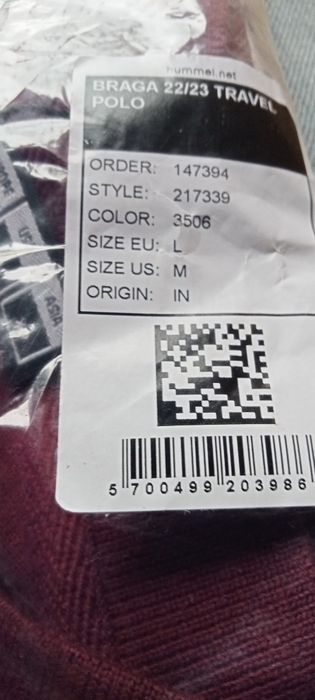 hummel.net
BRAGA 22/23 TRAVEL
POLO
ORDER: 147394
STYLE: 217339
COLOR: 3506
SIZE EU: L
SIZE US: M
ORIGIN: IN
5 700499 203986
ASIA